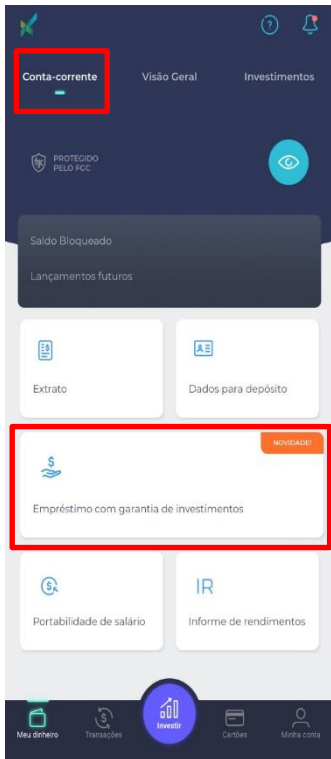 Conta-corrente
Visão Geral
Investimentos
PROTEGIDO
PELO FGC
Saldo Bloqueado
Lançamentos futuros
Extrato
Dados para depósito
NOVIDADE!
Empréstimo com garantia de investimentos
Portabilidade de salário
IR
Informe de rendimentos
Meu dinheiro
Transações
Investir
Cartões
Minha conta